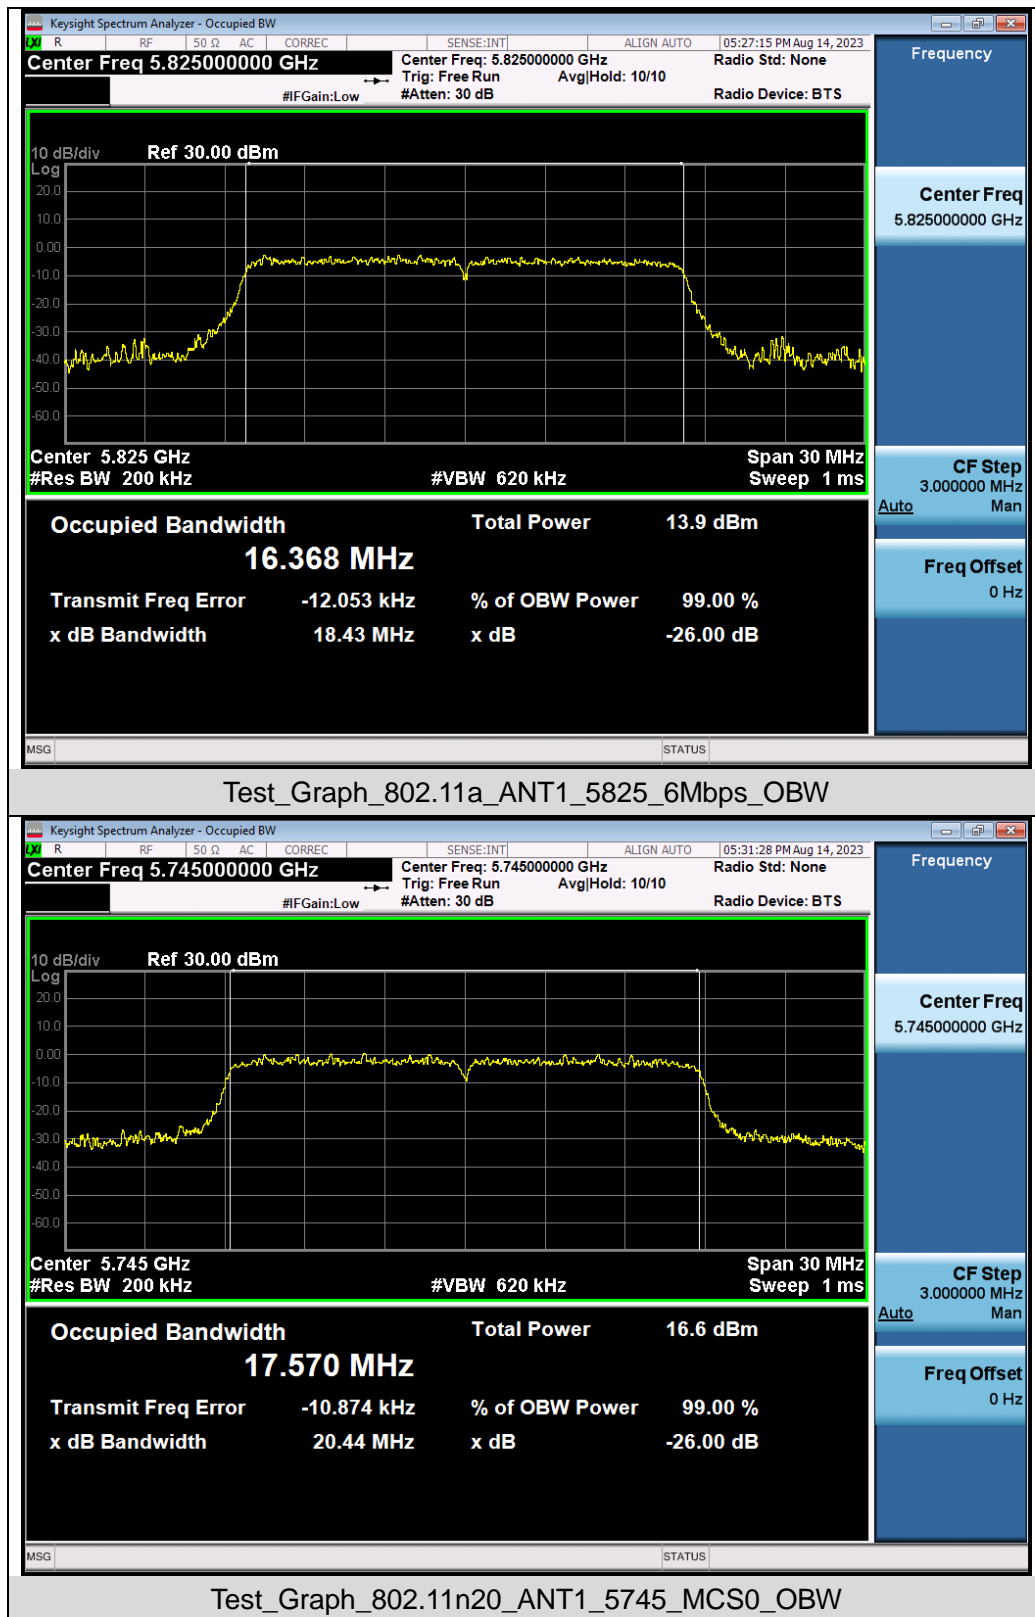 Keysight Spectrum Analyzer - Occupied BW
LXI R RF 50 Ω AC CORREC SENSE:INT ALIGN AUTO 05:27:15 PM Aug 14, 2023
Center Freq 5.825000000 GHz
Center Freq: 5.825000000 GHz Radio Std: None
Trig: Free Run Avg|Hold: 10/10
#IFGain:Low #Atten: 30 dB Radio Device: BTS
Frequency
10 dB/div Ref 30.00 dBm
Log
20.0
10.0
0.00
-10.0
-20.0
-30.0
-40.0
-50.0
-60.0
Center 5.825 GHz Span 30 MHz
#Res BW 200 kHz #VBW 620 kHz Sweep 1 ms
Center Freq
5.825000000 GHz
CF Step
3.000000 MHz
Auto Man
Freq Offset
0 Hz
Occupied Bandwidth Total Power 13.9 dBm
16.368 MHz
Transmit Freq Error -12.053 kHz % of OBW Power 99.00 %
x dB Bandwidth 18.43 MHz x dB -26.00 dB
MSG STATUS
Test_Graph_802.11a_ANT1_5825_6Mbps_OBW
Keysight Spectrum Analyzer - Occupied BW
LXI R RF 50 Ω AC CORREC SENSE:INT ALIGN AUTO 05:31:28 PM Aug 14, 2023
Center Freq 5.745000000 GHz
Center Freq: 5.745000000 GHz Radio Std: None
Trig: Free Run Avg|Hold: 10/10
#IFGain:Low #Atten: 30 dB Radio Device: BTS
Frequency
10 dB/div Ref 30.00 dBm
Log
20.0
10.0
0.00
-10.0
-20.0
-30.0
-40.0
-50.0
-60.0
Center 5.745 GHz Span 30 MHz
#Res BW 200 kHz #VBW 620 kHz Sweep 1 ms
Center Freq
5.745000000 GHz
CF Step
3.000000 MHz
Auto Man
Freq Offset
0 Hz
Occupied Bandwidth Total Power 16.6 dBm
17.570 MHz
Transmit Freq Error -10.874 kHz % of OBW Power 99.00 %
x dB Bandwidth 20.44 MHz x dB -26.00 dB
MSG STATUS
Test_Graph_802.11n20_ANT1_5745_MCS0_OBW